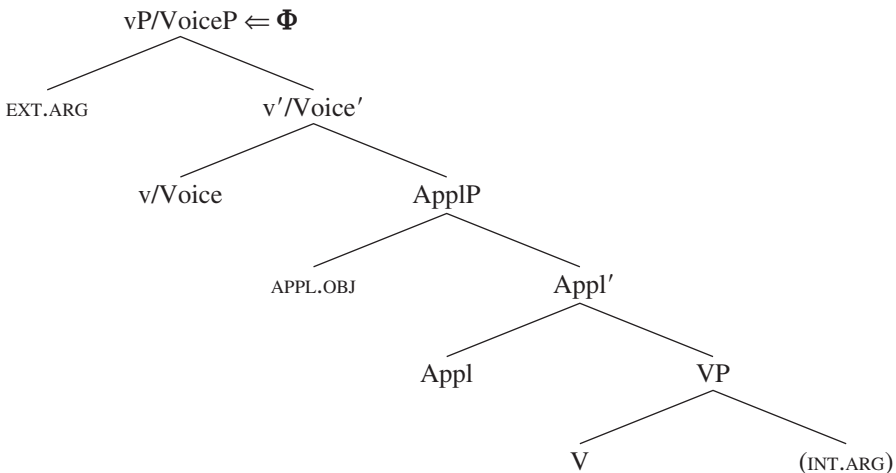 vP/VoiceP ⇐ Φ
EXT.ARG v′/Voice′
v/Voice ApplP
APPL.OBJ Appl′
Appl VP
V (INT.ARG)